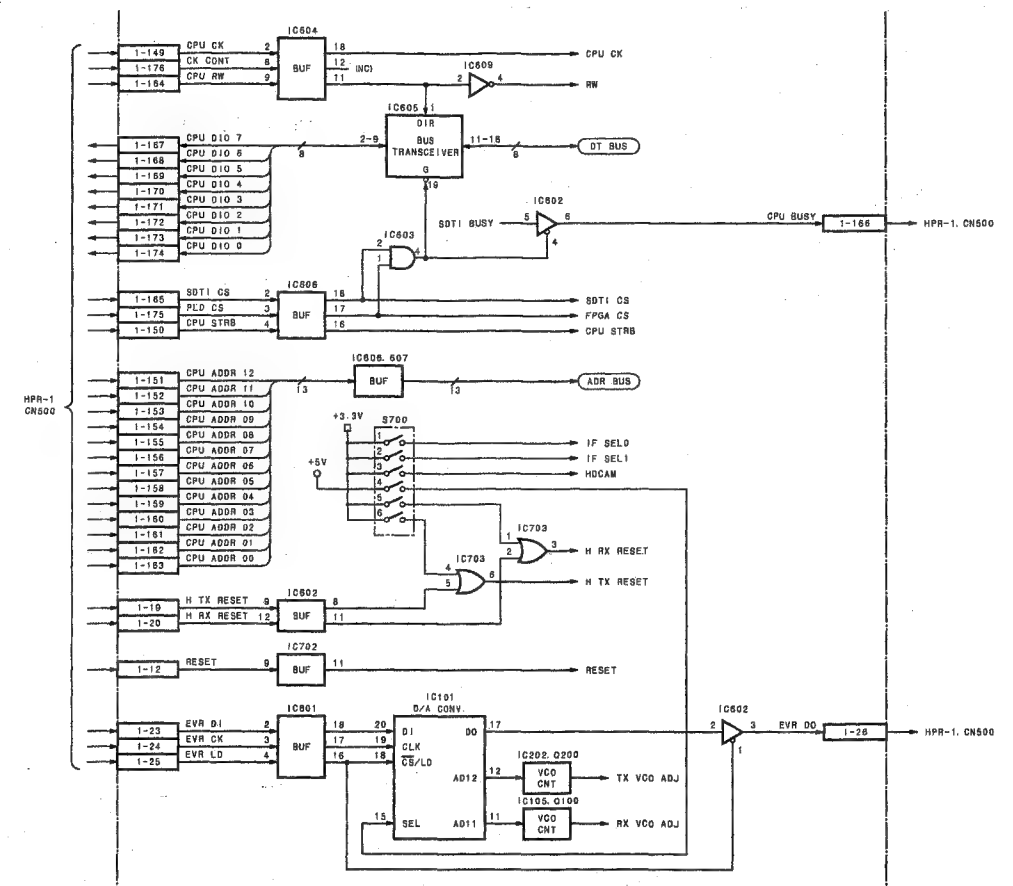 HPR-1
CN500
1-149 CPU CK 2 IC604 BUF 18 CPU CK
1-176 CK CONT 8 12 (NC)
1-164 CPU RW 9 11 2 IC609 4 RW
IC605
1 DIR
BUS
TRANSCEIVER
G
19
2-9
11-18
8
8
DT BUS
1-167 CPU DIO 7
1-168 CPU DIO 6
1-169 CPU DIO 5
1-170 CPU DIO 4
1-171 CPU DIO 3
1-172 CPU DIO 2
1-173 CPU DIO 1
1-174 CPU DIO 0
SDTI BUSY 5 IC602 6 CPU BUSY 1-166 HPR-1. CN500
4
IC603
2
1
4
1-165 SDTI CS 2 IC606 BUF 18 SDTI CS
1-175 PLD CS 3 17 FPGA CS
1-150 CPU STRB 4 16 CPU STRB
IC606. 607
13 BUF 13 ADR BUS
1-151 CPU ADDR 12
1-152 CPU ADDR 11
1-153 CPU ADDR 10
1-154 CPU ADDR 09
1-155 CPU ADDR 08
1-156 CPU ADDR 07
1-157 CPU ADDR 06
1-158 CPU ADDR 05
1-159 CPU ADDR 04
1-160 CPU ADDR 03
1-161 CPU ADDR 02
1-162 CPU ADDR 01
1-163 CPU ADDR 00
+3.3V
+5V
S700
1 IF SEL0
2 IF SEL1
3 HDCAM
4
5
6
IC703
1
2
3 H RX RESET
IC703
4
5
6 H TX RESET
1-19 H TX RESET 9 IC602 BUF 8
1-20 H RX RESET 12 11
1-12 RESET 9 IC702 BUF 11 RESET
1-23 EVR DI 2 IC601 BUF 18 20 DI
1-24 EVR CK 3 17 19 CLK
1-25 EVR LD 4 16 18 CS/LD
15 SEL
IC101
D/A CONV.
DO 17
AD12 12
AD11 11
IC202. Q200
VCO
CNT
TX VCO ADJ
IC105. Q100
VCO
CNT
RX VCO ADJ
2 IC602 3 EVR DO 1-26 HPR-1. CN500
1